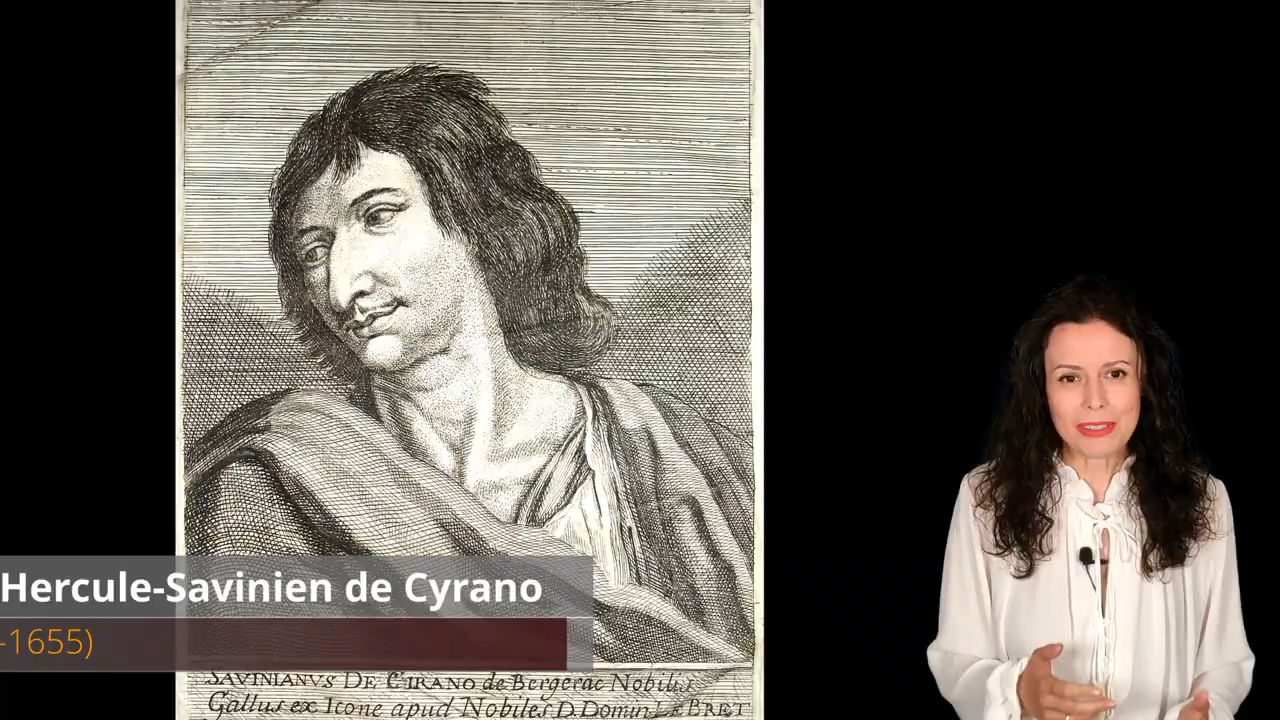 Hercule-Savinien de Cyrano
-1655)
SAVINIANVS DE CIRANO de Bergerac Nobilis
Gallus ex Icone apud Nobiles D. Domin. LE BRET